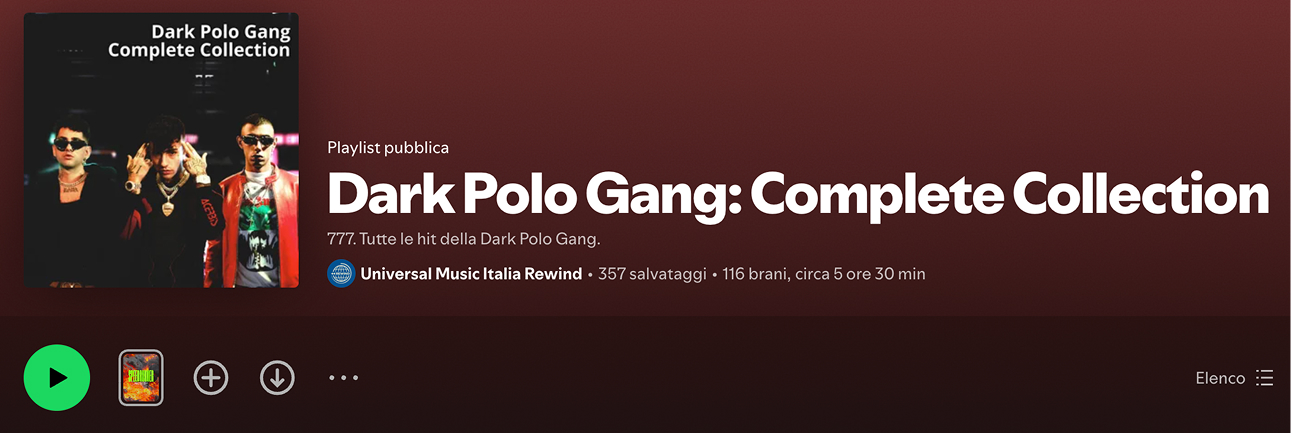 Dark Polo Gang
Complete Collection
Playlist pubblica
Dark Polo Gang: Complete Collection
777. Tutte le hit della Dark Polo Gang.
Universal Music Italia Rewind • 357 salvataggi • 116 brani, circa 5 ore 30 min
Elenco